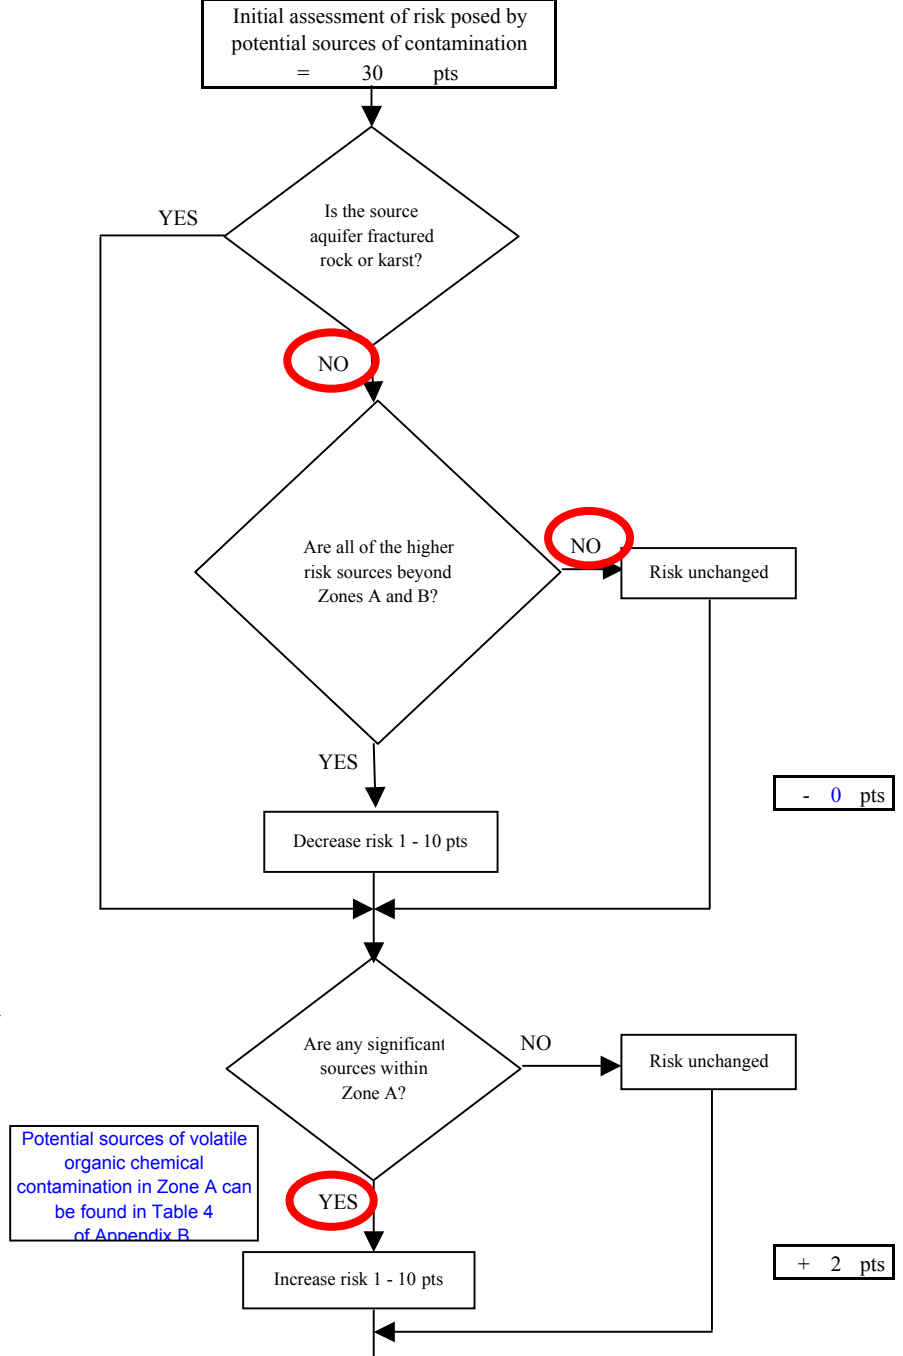 Initial assessment of risk posed by
potential sources of contamination
= 30 pts
YES
Is the source
aquifer fractured
rock or karst?
NO
Are all of the higher
risk sources beyond
Zones A and B?
NO
Risk unchanged
YES
- 0 pts
Decrease risk 1 - 10 pts
Are any significant
sources within
Zone A?
NO
Risk unchanged
Potential sources of volatile
organic chemical
contamination in Zone A can
be found in Table 4
of Appendix B
YES
+ 2 pts
Increase risk 1 - 10 pts